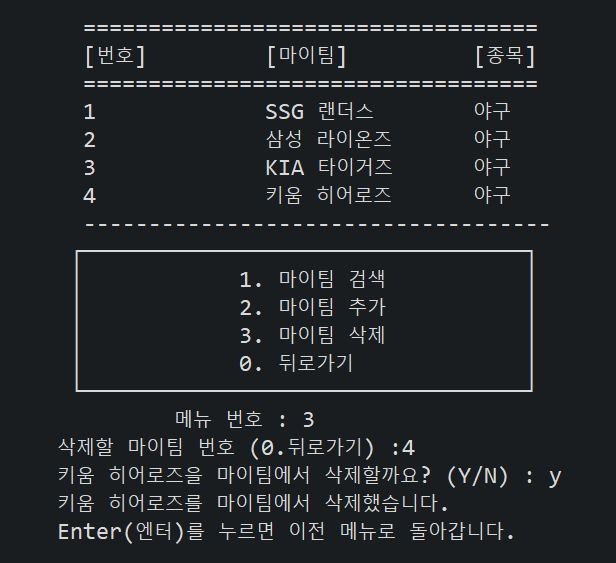 ===================================
[번호] [마이팀] [종목]
===================================
1 SSG 랜더스 야구
2 삼성 라이온즈 야구
3 KIA 타이거즈 야구
4 키움 히어로즈 야구
------------------------------------
1. 마이팀 검색
2. 마이팀 추가
3. 마이팀 삭제
0. 뒤로가기
메뉴 번호 : 3
삭제할 마이팀 번호 (0.뒤로가기) :4
키움 히어로즈을 마이팀에서 삭제할까요? (Y/N) : y
키움 히어로즈를 마이팀에서 삭제했습니다.
Enter(엔터)를 누르면 이전 메뉴로 돌아갑니다.